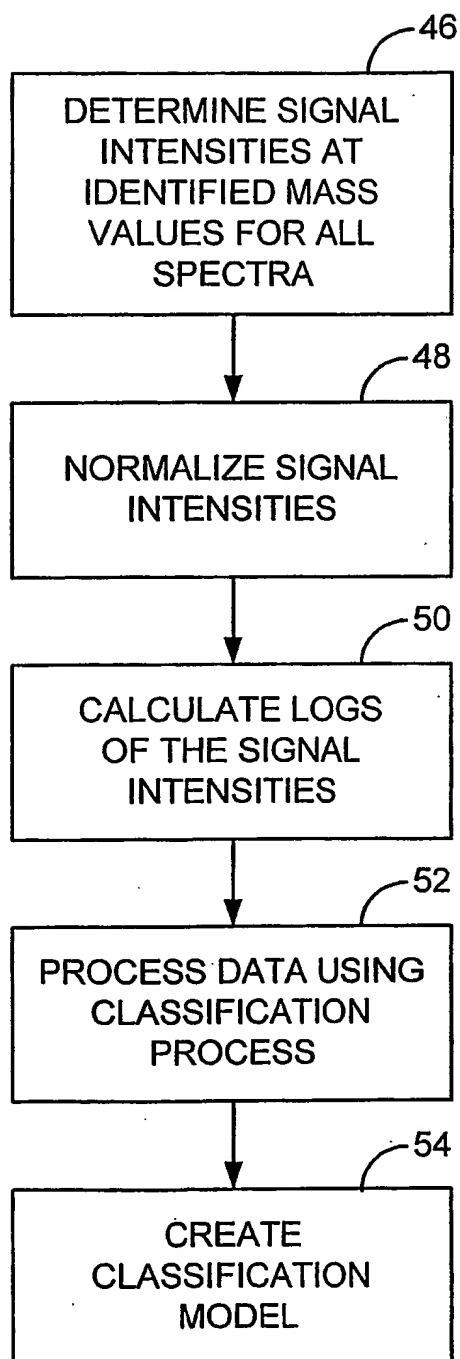 46
DETERMINE SIGNAL
INTENSITIES AT
IDENTIFIED MASS
VALUES FOR ALL
SPECTRA
48
NORMALIZE SIGNAL
INTENSITIES
50
CALCULATE LOGS
OF THE SIGNAL
INTENSITIES
52
PROCESS DATA USING
CLASSIFICATION
PROCESS
54
CREATE
CLASSIFICATION
MODEL